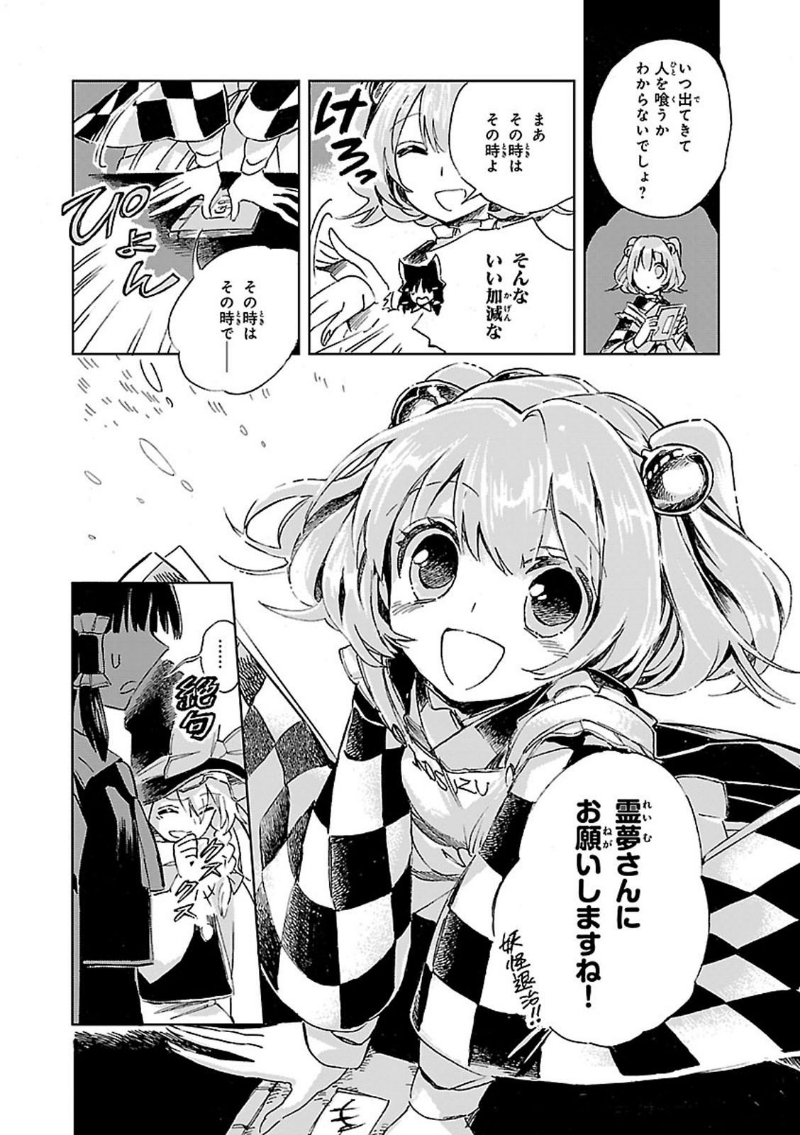 いつ出てきて
人を喰うか
わからないでしょ?
まあ
その時は
その時よ
けろっ
そんな
いい加減な
その時は
その時で──
ぴょん
霊夢さんに
お願いしますね!
妖怪退治!!
……
絶句
クスクス
クス